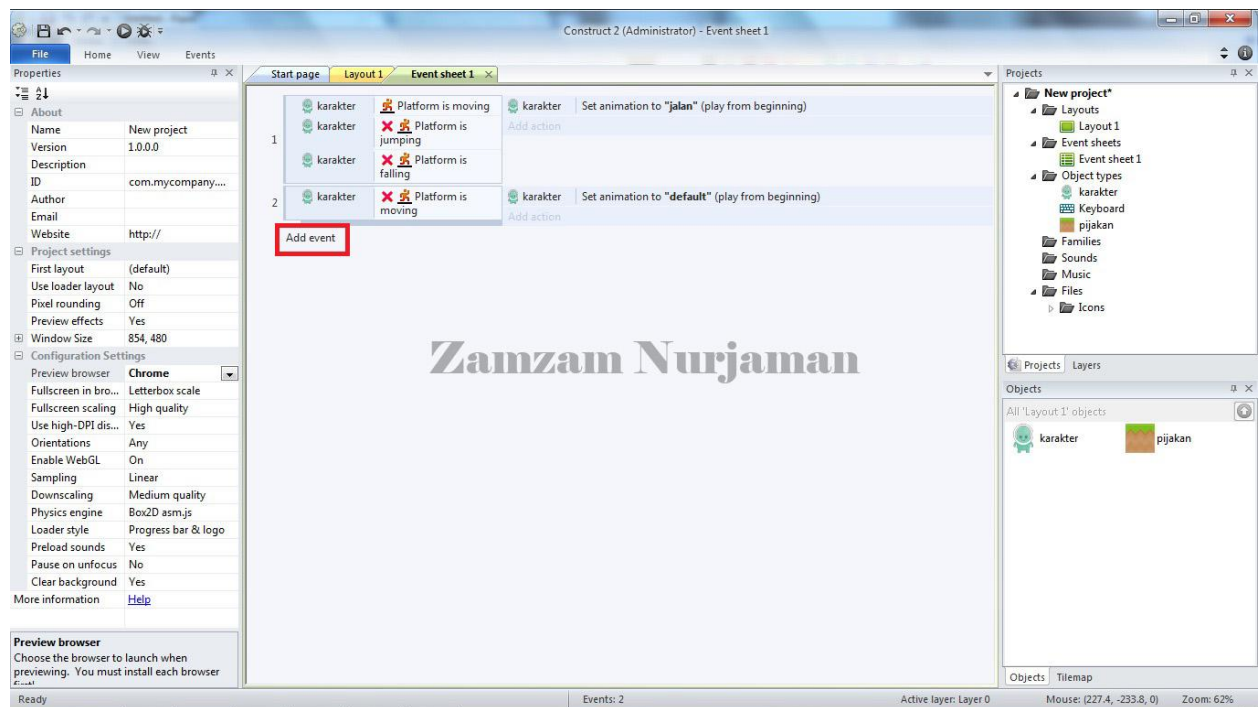 Construct 2 (Administrator) - Event sheet 1
File Home View Events
Properties
About
Name New project
Version 1.0.0.0
Description
ID com.mycompany....
Author
Email
Website http://
Project settings
First layout (default)
Use loader layout No
Pixel rounding Off
Preview effects Yes
Window Size 854, 480
Configuration Settings
Preview browser Chrome
Fullscreen in bro... Letterbox scale
Fullscreen scaling High quality
Use high-DPI dis... Yes
Orientations Any
Enable WebGL On
Sampling Linear
Downscaling Medium quality
Physics engine Box2D asm.js
Loader style Progress bar & logo
Preload sounds Yes
Pause on unfocus No
Clear background Yes
More information Help
Preview browser
Choose the browser to launch when
previewing. You must install each browser
Start page Layout 1 Event sheet 1
1
karakter Platform is moving karakter Set animation to "jalan" (play from beginning)
karakter Platform is
jumping
Add action
karakter Platform is
falling
2
karakter Platform is
moving
karakter Set animation to "default" (play from beginning)
Add action
Add event
Zamzam Nurjaman
Projects
New project*
Layouts
Layout 1
Event sheets
Event sheet 1
Object types
karakter
Keyboard
pijakan
Families
Sounds
Music
Files
Icons
Projects Layers
Objects
All 'Layout 1' objects
karakter pijakan
Objects Tilemap
Ready Events: 2 Active layer: Layer 0 Mouse: (227.4, -233.8, 0) Zoom: 62%